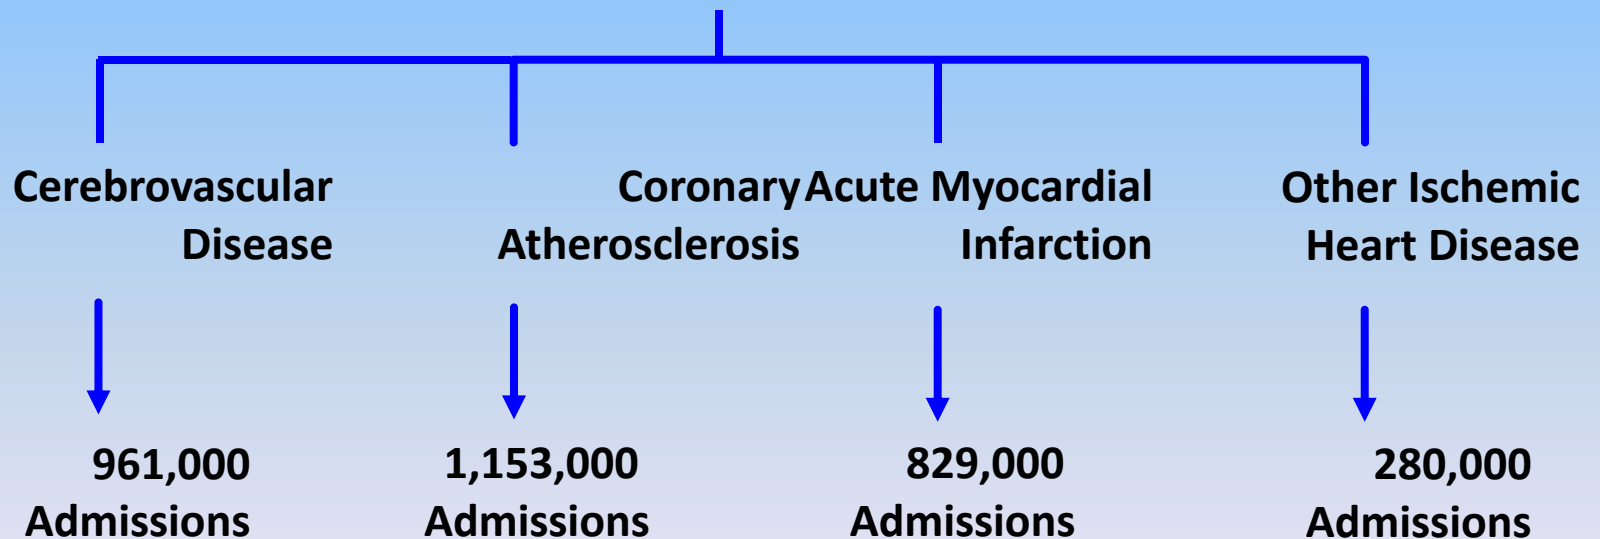 Cerebrovascular
Disease
Coronary
Atherosclerosis
Acute Myocardial
Infarction
Other Ischemic
Heart Disease
961,000
Admissions
1,153,000
Admissions
829,000
Admissions
280,000
Admissions